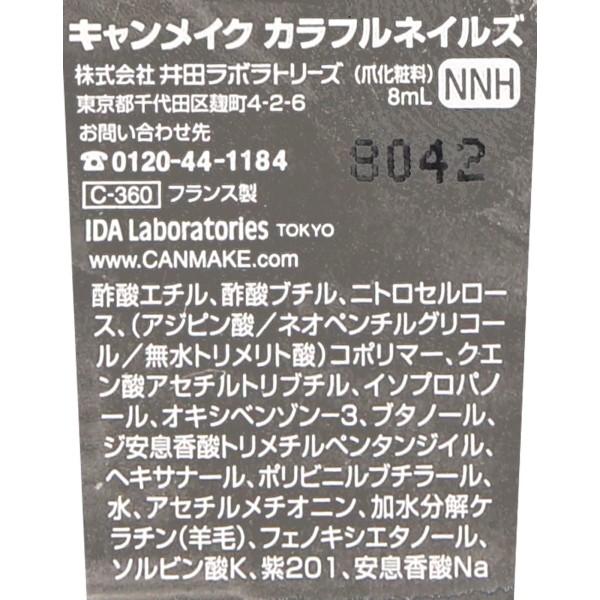 キャンメイク カラフルネイルズ
株式会社 井田ラボラトリーズ (爪化粧料)
東京都千代田区麹町4-2-6 8mL NNH
お問い合わせ先
☎0120-44-1184 8042
C-360 フランス製
IDA Laboratories TOKYO
www.CANMAKE.com
酢酸エチル、酢酸ブチル、ニトロセルロー
ス、(アジピン酸/ネオペンチルグリコー
ル/無水トリメリト酸)コポリマー、クエ
ン酸アセチルトリブチル、イソプロパノ
ール、オキシベンゾン-3、ブタノール、
ジ安息香酸トリメチルペンタンジイル、
ヘキサナール、ポリビニルブチラール、
水、アセチルメチオニン、加水分解ケ
ラチン(羊毛)、フェノキシエタノール、
ソルビン酸K、紫201、安息香酸Na